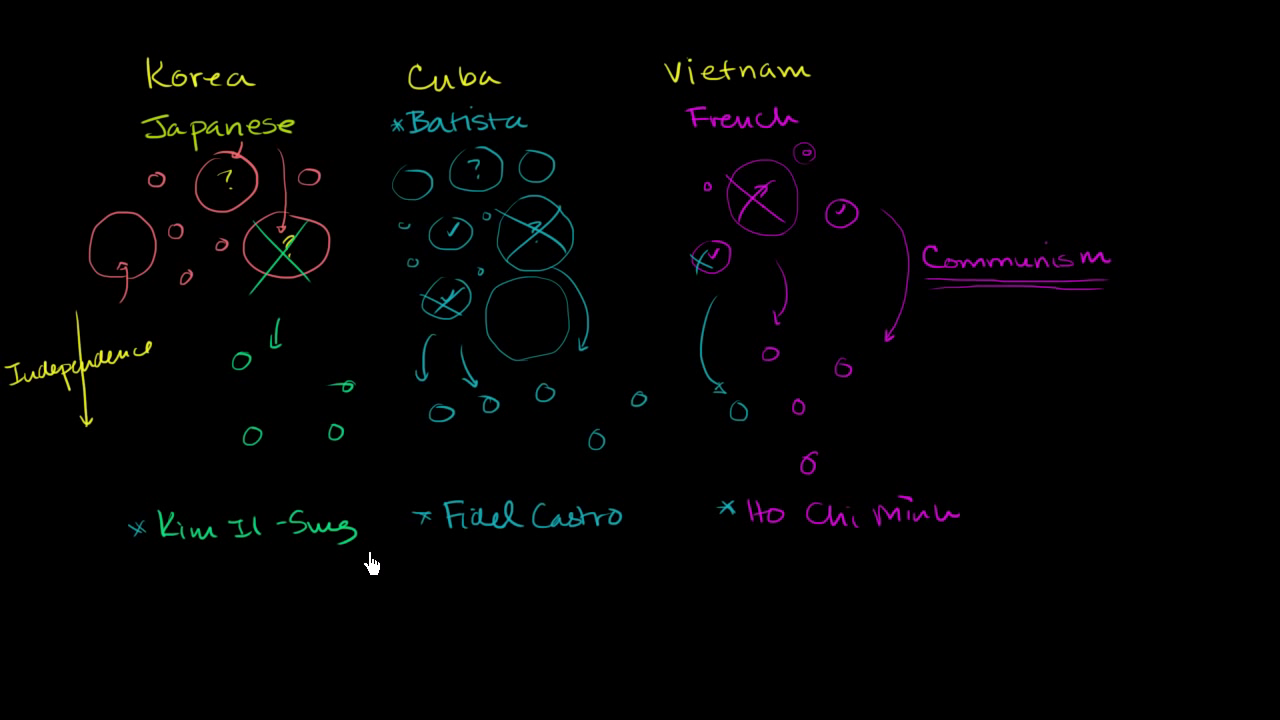 Korea
Cuba
Vietnam
Japanese
*Batista
French
?
?
?
?
Communism
Independence
* Kim Il-Sung
* Fidel Castro
* Ho Chi Minh